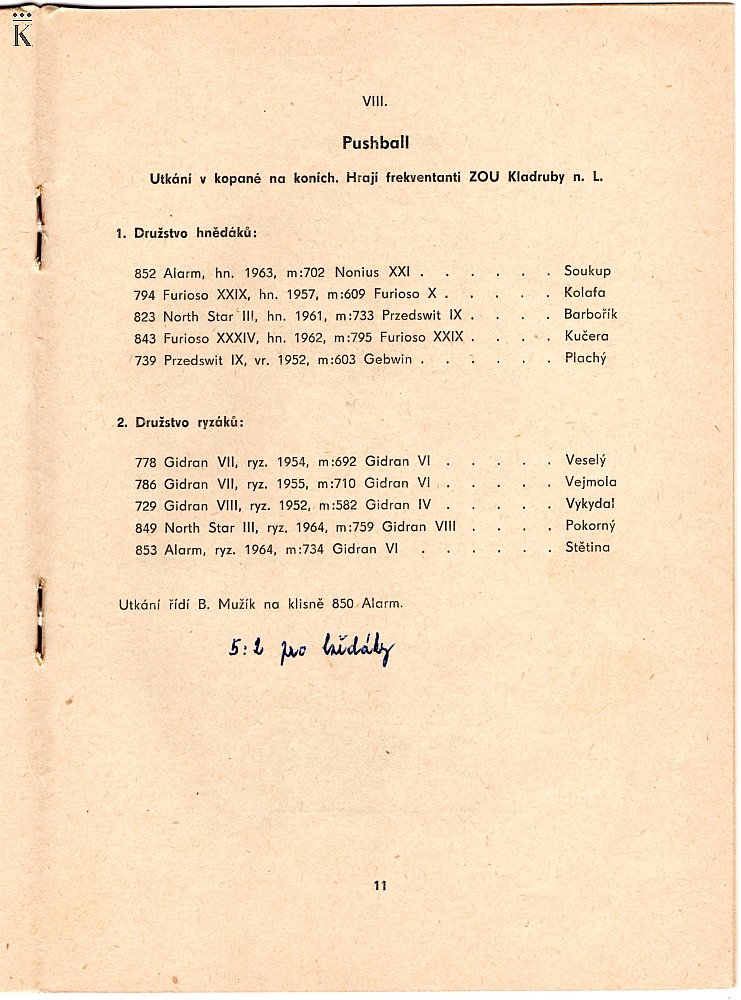 K
VIII.
Pushball
Utkání v kopané na koních. Hrají frekventanti ZOU Kladruby n. L.
1. Družstvo hnědáků:
852 Alarm, hn. 1963, m:702 Nonius XXI . . . . . . Soukup
794 Furioso XXIX, hn. 1957, m:609 Furioso X . . . . . Kolafa
823 North Star III, hn. 1961, m:733 Przedswit IX . . . . Barbořík
843 Furioso XXXIV, hn. 1962, m:795 Furioso XXIX . . . . Kučera
739 Przedswit IX, vr. 1952, m:603 Gebwin . . . . . . Plachý
2. Družstvo ryzáků:
778 Gidran VII, ryz. 1954, m:692 Gidran VI . . . . . Veselý
786 Gidran VII, ryz. 1955, m:710 Gidran VI . . . . . Vejmola
729 Gidran VIII, ryz. 1952, m:582 Gidran IV . . . . . Vykydal
849 North Star III, ryz. 1964, m:759 Gidran VIII . . . . Pokorný
853 Alarm, ryz. 1964, m:734 Gidran VI . . . . . . Stětina
Utkání řídí B. Mužík na klisně 850 Alarm.
5:2 pro hnědáky
11